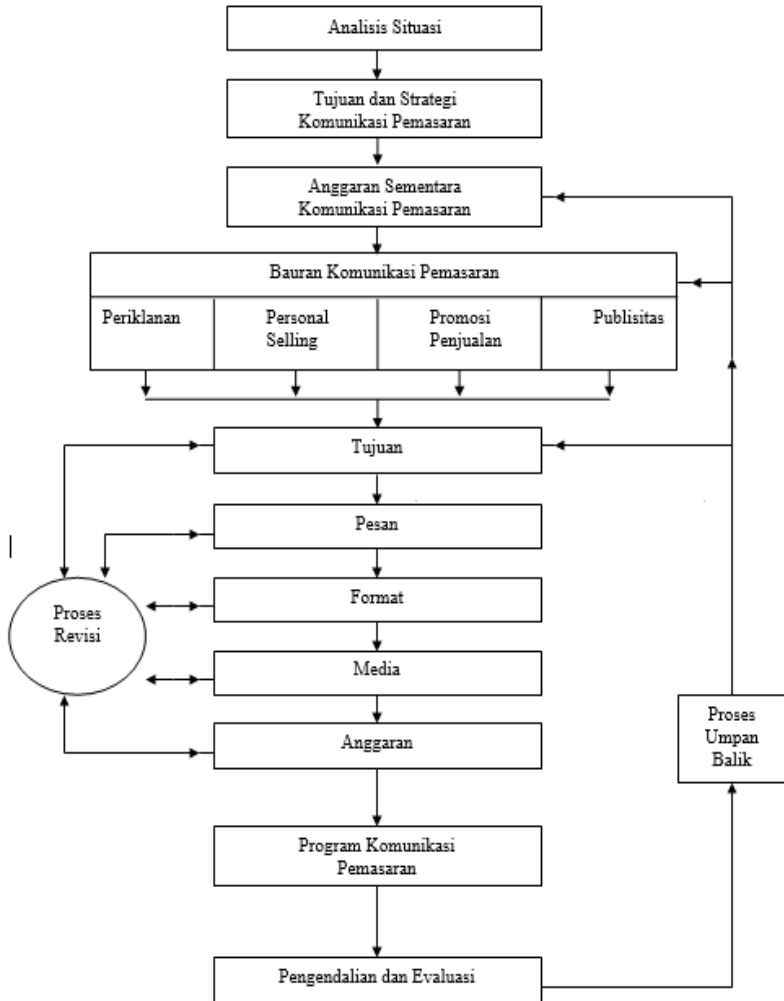 Analisis Situasi
Tujuan dan Strategi
Komunikasi Pemasaran
Anggaran Sementara
Komunikasi Pemasaran
Bauran Komunikasi Pemasaran
Periklanan
Personal
Selling
Promosi
Penjualan
Publisitas
Tujuan
Pesan
Format
Proses
Revisi
Media
Anggaran
Proses
Umpan
Balik
Program Komunikasi
Pemasaran
Pengendalian dan Evaluasi